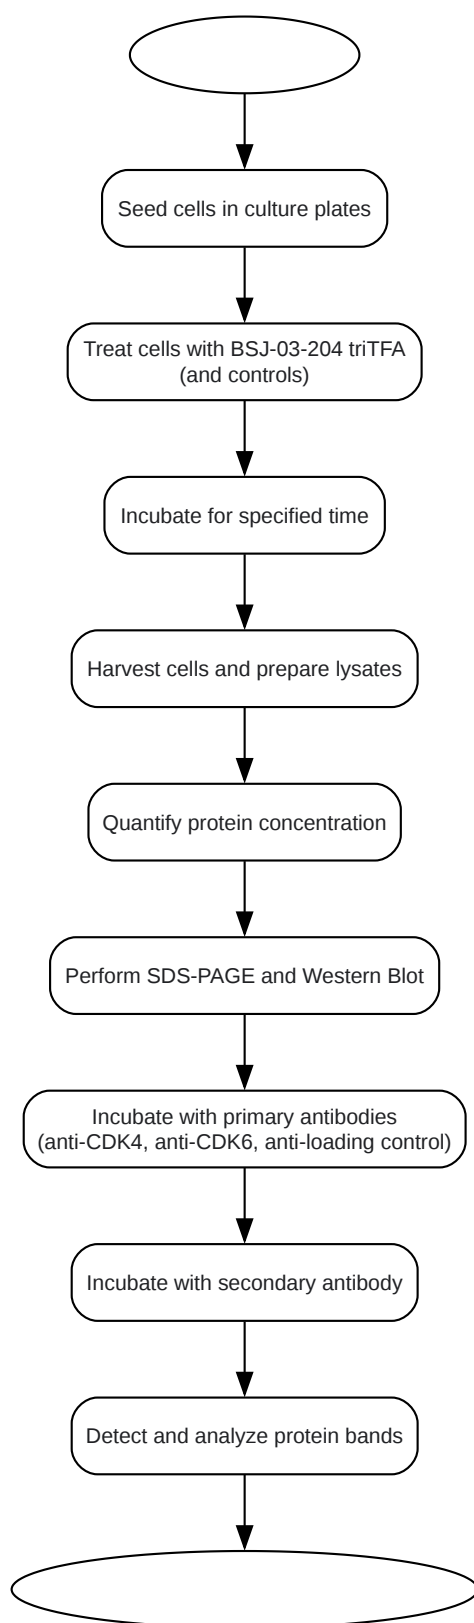 Seed cells in culture plates
Treat cells with BSJ-03-204 triTFA
(and controls)
Incubate for specified time
Harvest cells and prepare lysates
Quantify protein concentration
Perform SDS-PAGE and Western Blot
Incubate with primary antibodies
(anti-CDK4, anti-CDK6, anti-loading control)
Incubate with secondary antibody
Detect and analyze protein bands